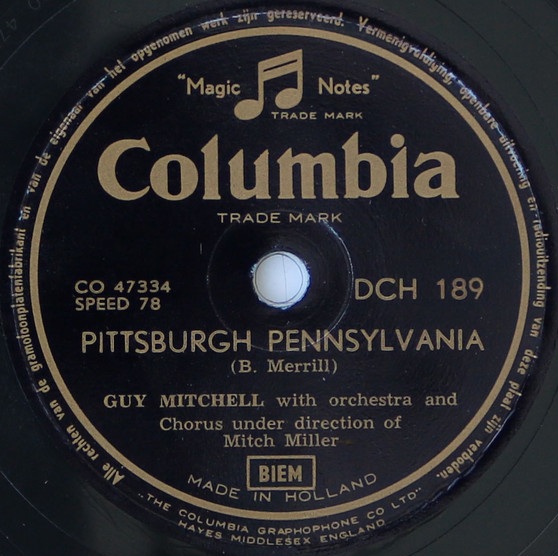 Alle rechten van de gramofoonplatenfabrikant en van de eigenaar van het opgenomen werk zijn gereserveerd. Vermenigvuldiging, openbare uitvoering en radiouitzending van deze plaat zijn verboden.
"Magic Notes"
TRADE MARK
Columbia
TRADE MARK
CO 47334
SPEED 78
DCH 189
PITTSBURGH PENNSYLVANIA
(B. Merrill)
GUY MITCHELL with orchestra and
Chorus under direction of
Mitch Miller
BIEM
MADE IN HOLLAND
"THE COLUMBIA GRAPHOPHONE CO LTD"
HAYES MIDDLESEX ENGLAND